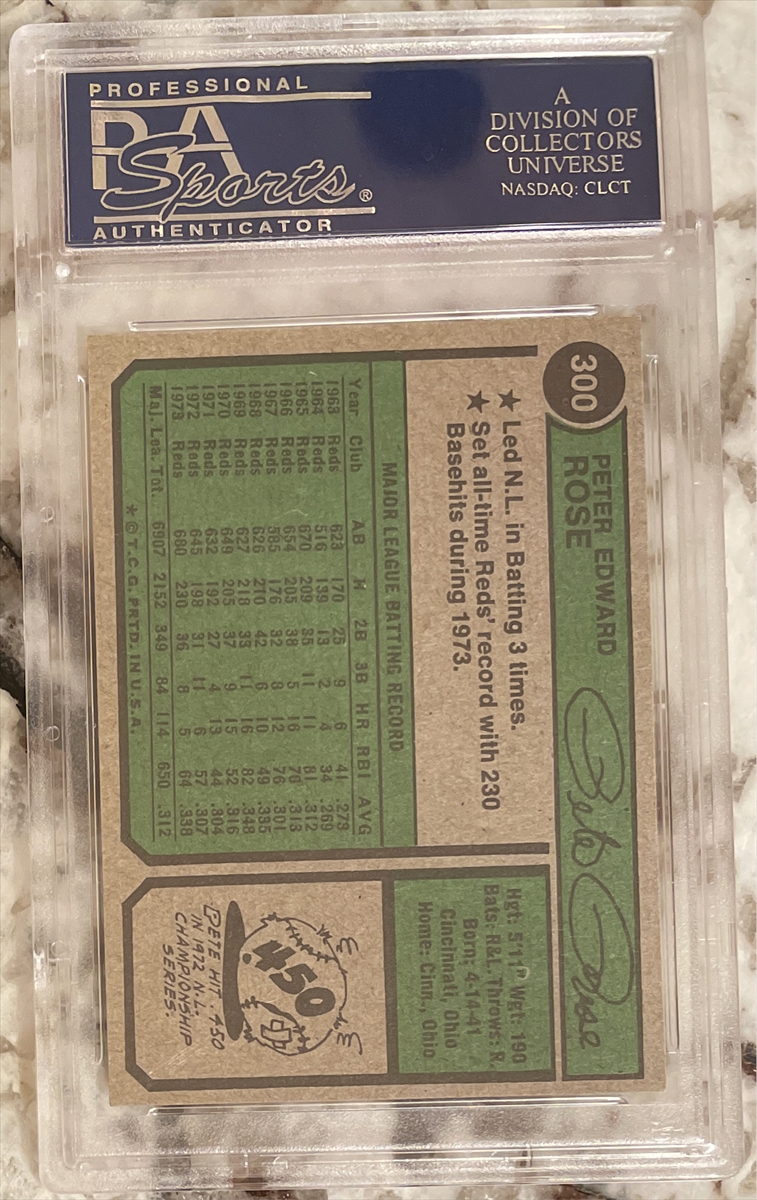 PROFESSIONAL
PSA
Sports®
AUTHENTICATOR
A
DIVISION OF
COLLECTORS
UNIVERSE
NASDAQ: CLCT
300
PETER EDWARD
ROSE
Pete Rose
★ Led N.L. in Batting 3 times.
★ Set all-time Reds' record with 230
Basehits during 1973.
MAJOR LEAGUE BATTING RECORD
Year Club AB H 2B 3B HR RBI AVG.
1963 Reds 623 170 25 9 6 41 .273
1964 Reds 516 139 13 2 4 34 .269
1965 Reds 670 209 35 11 11 81 .312
1966 Reds 654 205 38 5 16 70 .313
1967 Reds 585 176 32 8 12 76 .301
1968 Reds 626 210 42 6 10 49 .335
1969 Reds 627 218 33 11 16 82 .348
1970 Reds 649 205 37 9 15 52 .316
1971 Reds 632 192 27 4 13 44 .304
1972 Reds 645 198 31 11 6 57 .307
1973 Reds 680 230 36 8 5 64 .338
Maj. Lea. Tot. 6907 2152 349 84 114 650 .312
★ © T.C.G. PRTD. IN U.S.A.
Hgt: 5'11" Wgt: 190
Bats: R&L Throws: R.
Born: 4-14-41
Cincinnati, Ohio
Home: Cinn., Ohio
.450
PETE HIT .450
IN 1972 N.L.
CHAMPIONSHIP
SERIES.